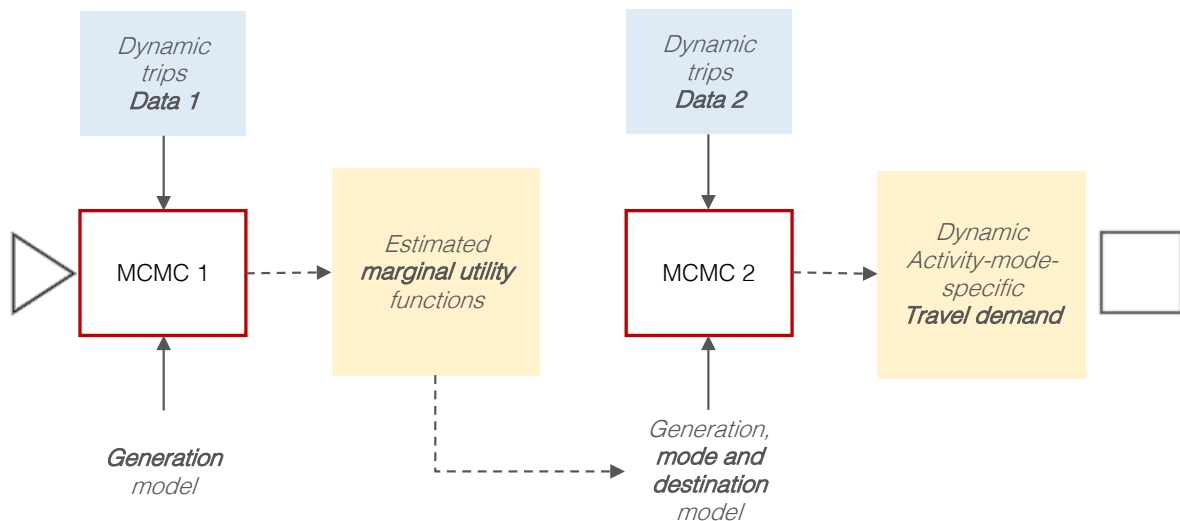 Dynamic
trips
Data 1
Dynamic
trips
Data 2
MCMC 1
Estimated
marginal utility
functions
MCMC 2
Dynamic
Activity-mode-
specific
Travel demand
Generation
model
Generation,
mode and
destination
model